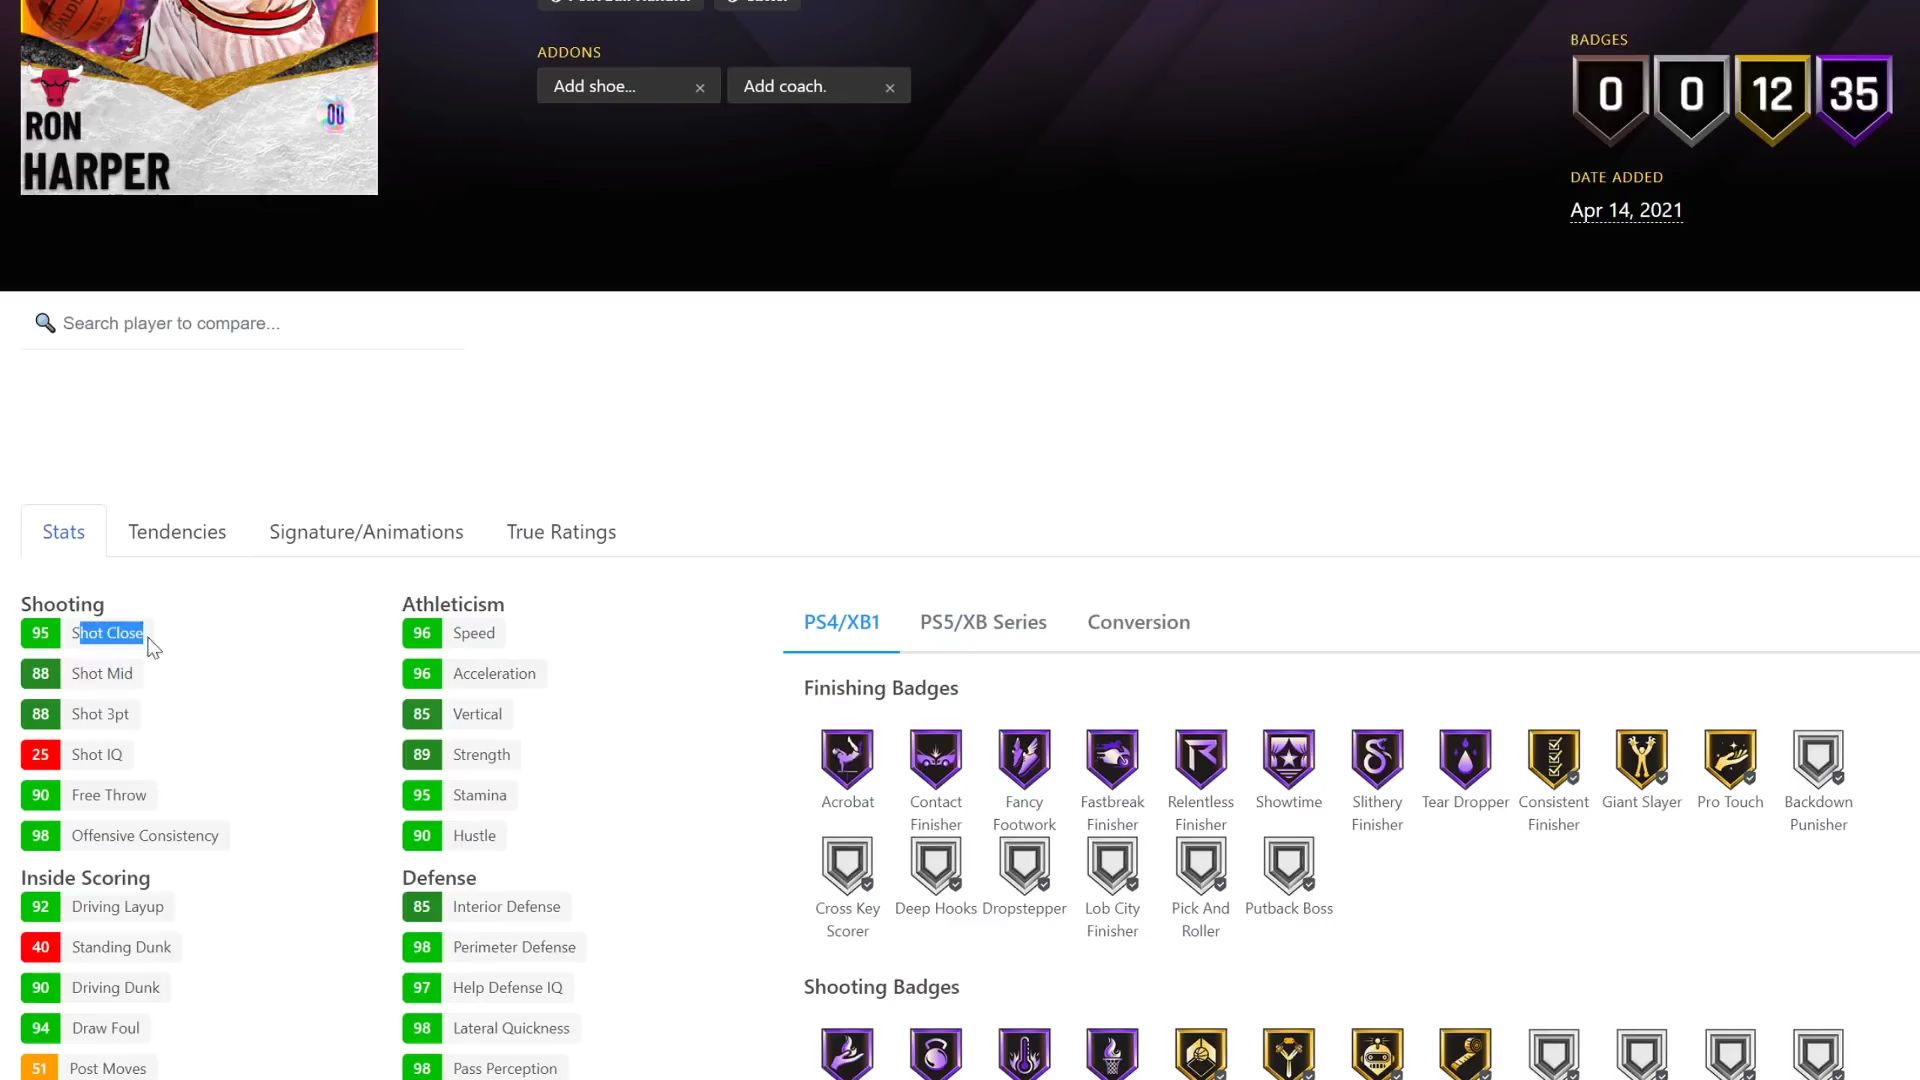 ADDONS
Add shoe... ×
Add coach. ×
BADGES
0 0 12 35
DATE ADDED
Apr 14, 2021
00
RON
HARPER
Search player to compare...
Stats Tendencies Signature/Animations True Ratings
Shooting
95 Shot Close
88 Shot Mid
88 Shot 3pt
25 Shot IQ
90 Free Throw
98 Offensive Consistency
Inside Scoring
92 Driving Layup
40 Standing Dunk
90 Driving Dunk
94 Draw Foul
51 Post Moves
Athleticism
96 Speed
96 Acceleration
85 Vertical
89 Strength
95 Stamina
90 Hustle
Defense
85 Interior Defense
98 Perimeter Defense
97 Help Defense IQ
98 Lateral Quickness
98 Pass Perception
PS4/XB1 PS5/XB Series Conversion
Finishing Badges
Acrobat
Contact
Finisher
Fancy
Footwork
Fastbreak
Finisher
Relentless
Finisher
Showtime
Slithery
Finisher
Tear Dropper
Consistent
Finisher
Giant Slayer
Pro Touch
Backdown
Punisher
Cross Key
Scorer
Deep Hooks
Dropstepper
Lob City
Finisher
Pick And
Roller
Putback Boss
Shooting Badges